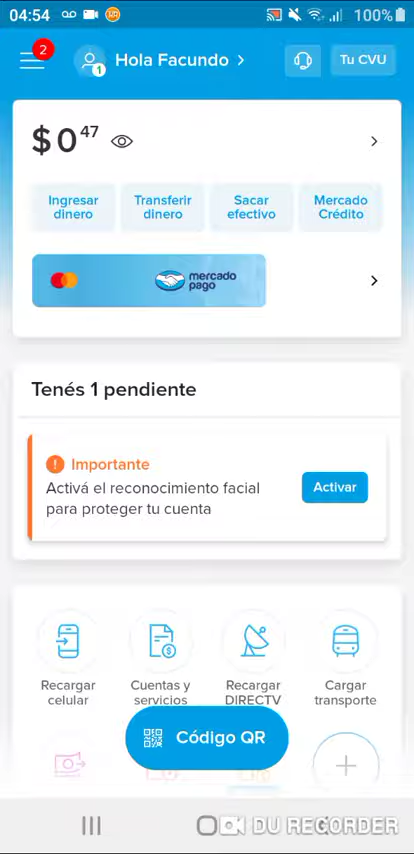 04:54 100%
2
Hola Facundo
1
Tu CVU
$ 0 47
Ingresar dinero
Transferir dinero
Sacar efectivo
Mercado Crédito
mercado pago
Tenés 1 pendiente
Importante
Activá el reconocimiento facial
para proteger tu cuenta
Activar
Recargar celular
Cuentas y servicios
Recargar DIRECTV
Cargar transporte
Código QR
DU RECORDER